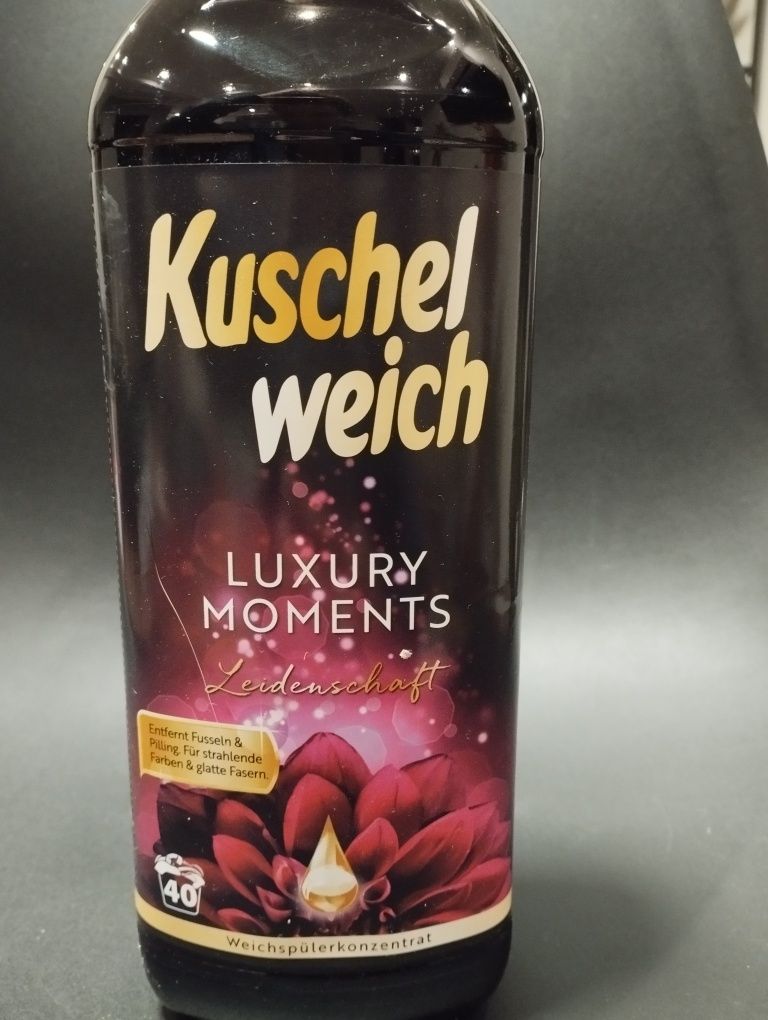 Kuschel
weich
LUXURY
MOMENTS
Leidenschaft
Entfernt Fusseln &
Pilling. Für strahlende
Farben & glatte Fasern.
40
Weichspülerkonzentrat